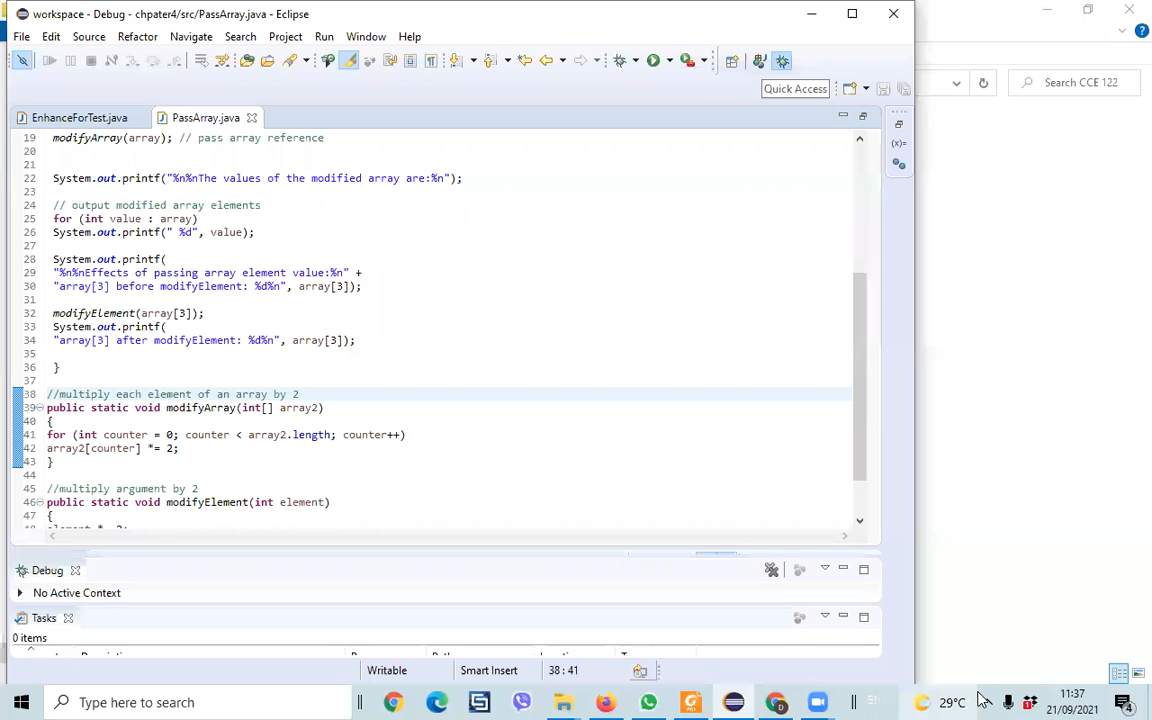 workspace - Debug - chpater4/src/PassArray.java - Eclipse
File Edit Source Refactor Navigate Search Project Run Window Help
Quick Access
Search CCE 122
EnhanceForTest.java PassArray.java
19 modifyArray(array); // pass array reference
20
21
22 System.out.printf("%n%nThe values of the modified array are:%n");
23
24 // output modified array elements
25 for (int value : array)
26 System.out.printf(" %d", value);
27
28 System.out.printf(
29 "%n%nEffects of passing array element value:%n" +
30 "array[3] before modifyElement: %d%n", array[3]);
31
32 modifyElement(array[3]);
33 System.out.printf(
34 "array[3] after modifyElement: %d%n", array[3]);
35
36 }
37
38 //multiply each element of an array by 2
39 public static void modifyArray(int[] array2)
40 {
41 for (int counter = 0; counter < array2.length; counter++)
42 array2[counter] *= 2;
43 }
44
45 //multiply argument by 2
46 public static void modifyElement(int element)
47 {
Debug
No Active Context
Tasks
0 items
Writable Smart Insert 38 : 41
Type here to search
29°C
11:37
21/09/2021
4